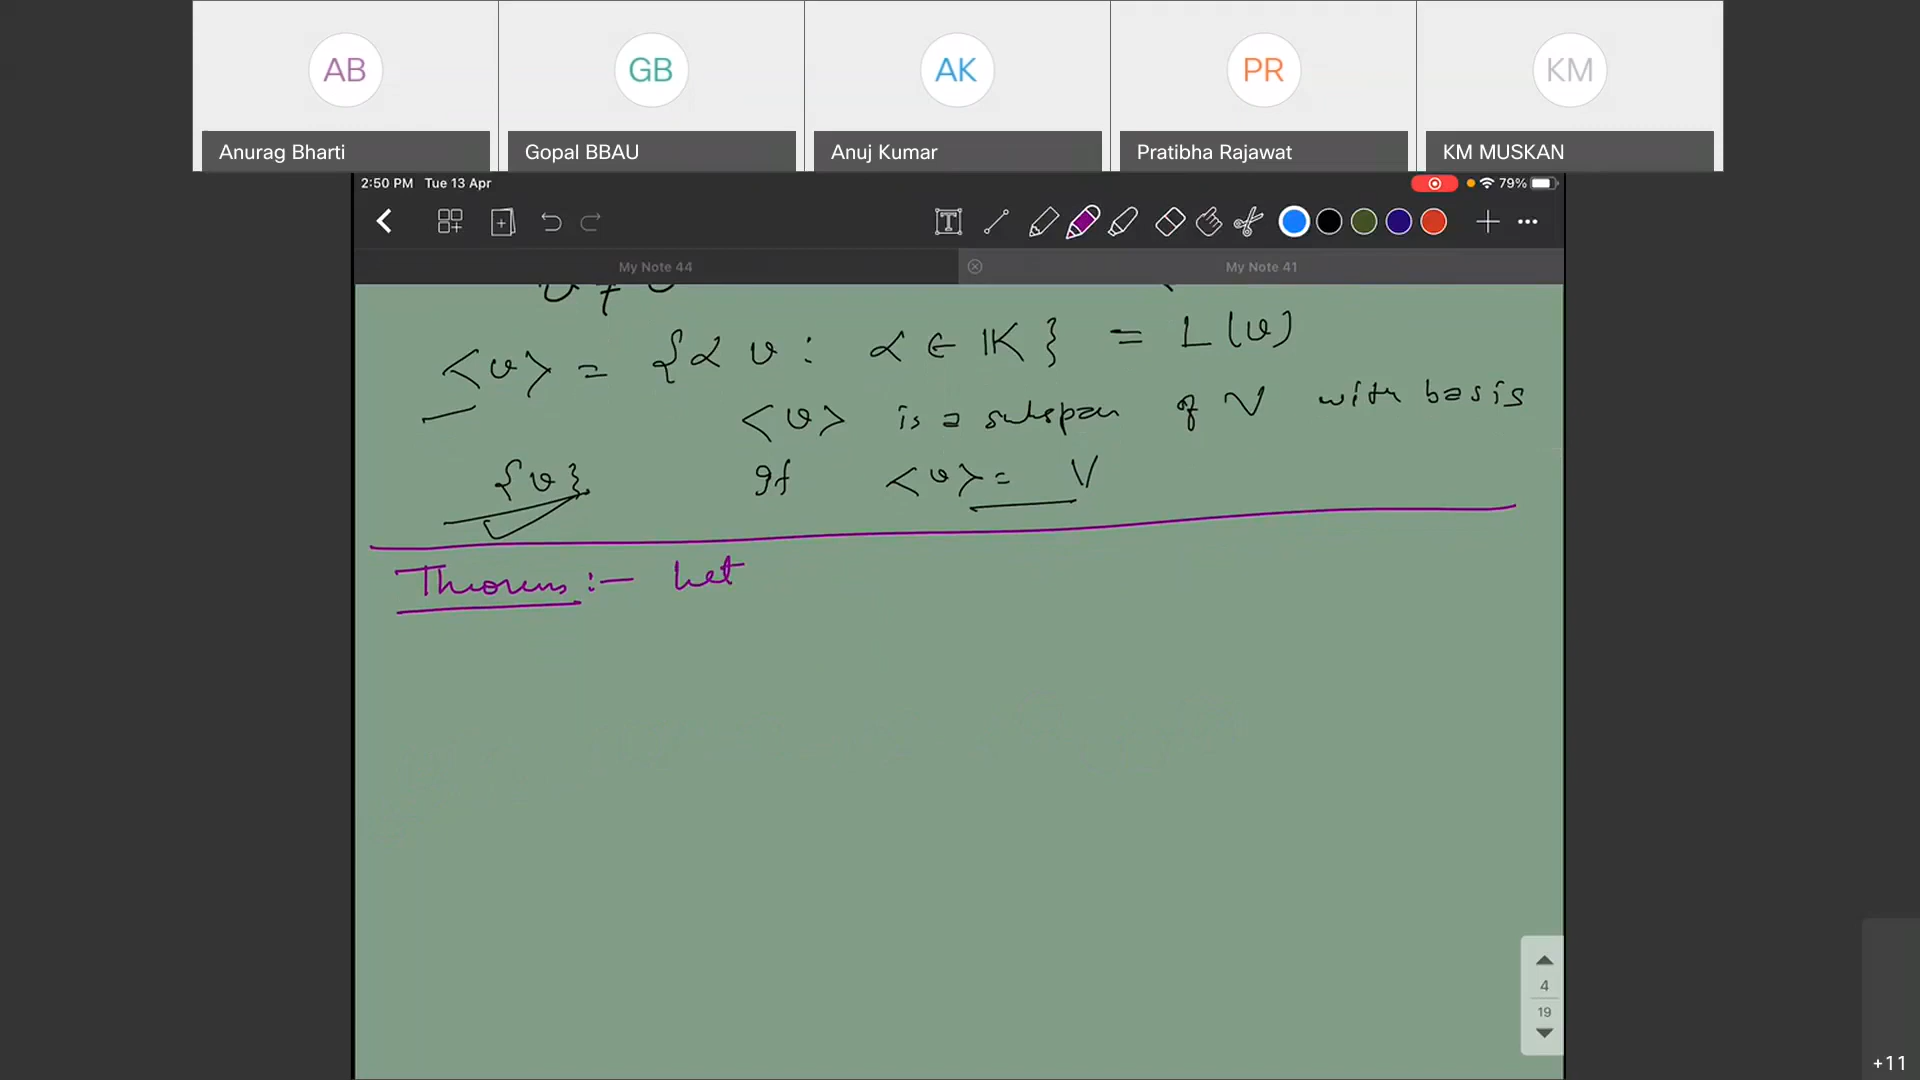 AB GB AK PR KM
Anurag Bharti Gopal BBAU Anuj Kumar Pratibha Rajawat KM MUSKAN
2:50 PM Tue 13 Apr 79%
My Note 44 My Note 41
<v> = {α v : α ∈ K} = L(v)
<v> is a subspace of V with basis
{v} If <v> = V
Theorem :– Let
4
19
+11